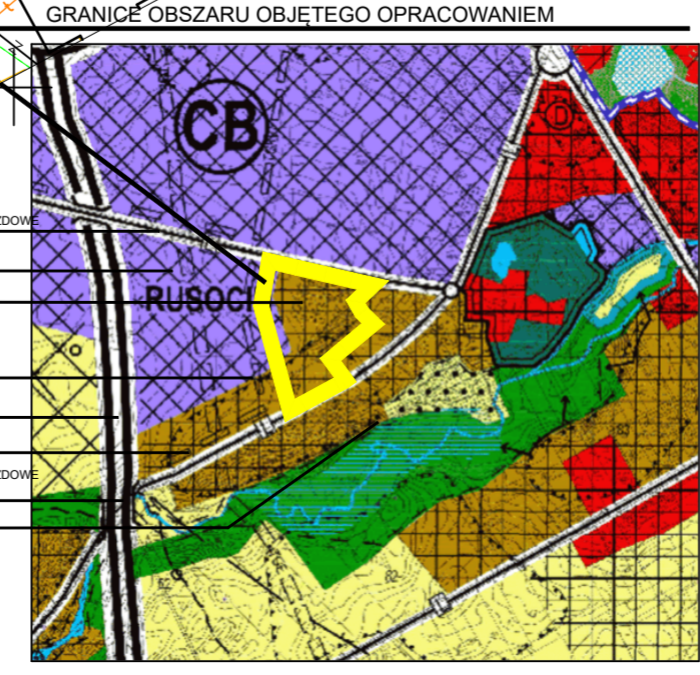 GRANICE OBSZARU OBJĘTEGO OPRACOWANIEM
CB
D
ZDOWE
RUSOCI
ZDOWE